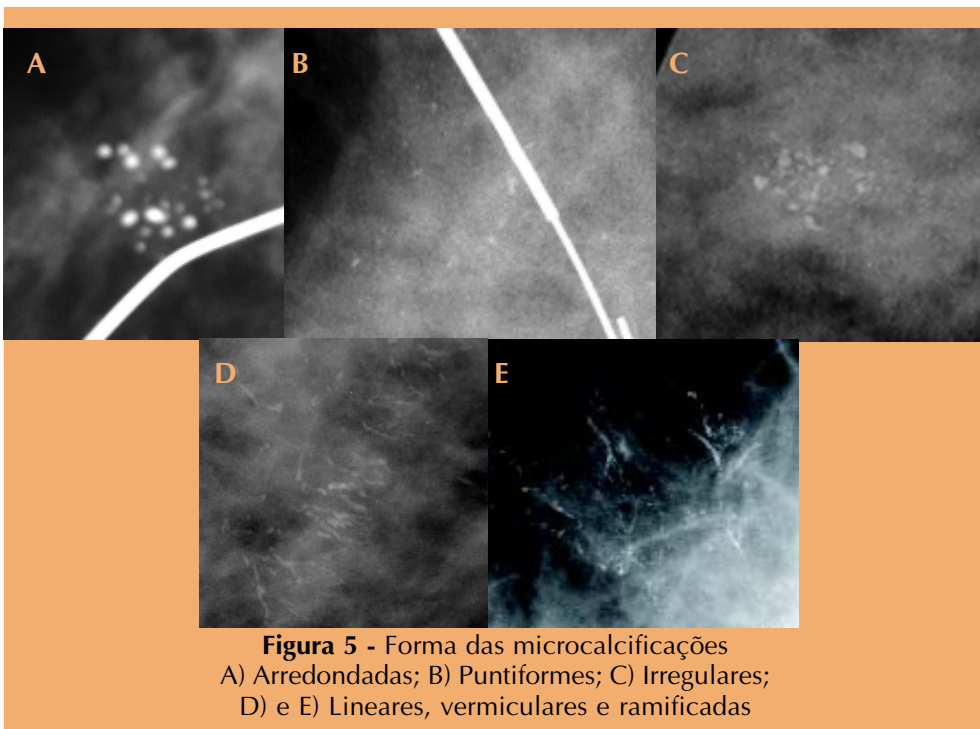 A
B
C
D
E
Figura 5 - Forma das microcalcificações
A) Arredondadas; B) Puntiformes; C) Irregulares;
D) e E) Lineares, vermiculares e ramificadas